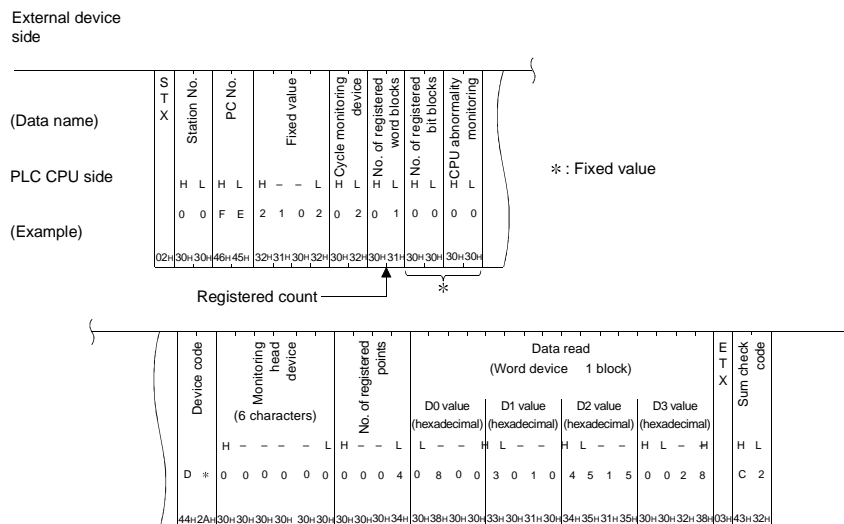 External device
side
(Data name)
PLC CPU side
(Example)
S
T
X
Station No.
PC No.
Fixed value
Cycle monitoring
device
No. of registered
word blocks
No. of registered
bit blocks
CPU abnormality
monitoring
H L H L H – – L H L H L H L H L
0 0 F E 2 1 0 2 0 2 0 1 0 0 0 0
02H 30H 30H 46H 45H 32H 31H 30H 32H 30H 32H 30H 31H 30H 30H 30H 30H
* : Fixed value
Registered count
*
Device code
Monitoring
head
device
(6 characters)
No. of registered
points
Data read
(Word device 1 block)
D0 value
(hexadecimal)
D1 value
(hexadecimal)
D2 value
(hexadecimal)
D3 value
(hexadecimal)
E
T
X
Sum check
code
H – – – – L H – – L L – – H L – – H L – – H L – H H L
D * 0 0 0 0 0 0 0 0 0 4 0 8 0 0 3 0 1 0 4 5 1 5 0 0 2 8 C 2
44H 2AH 30H 30H 30H 30H 30H 30H 30H 30H 30H 34H 30H 38H 30H 30H 33H 30H 31H 30H 34H 35H 31H 35H 30H 30H 32H 38H 03H 43H 32H